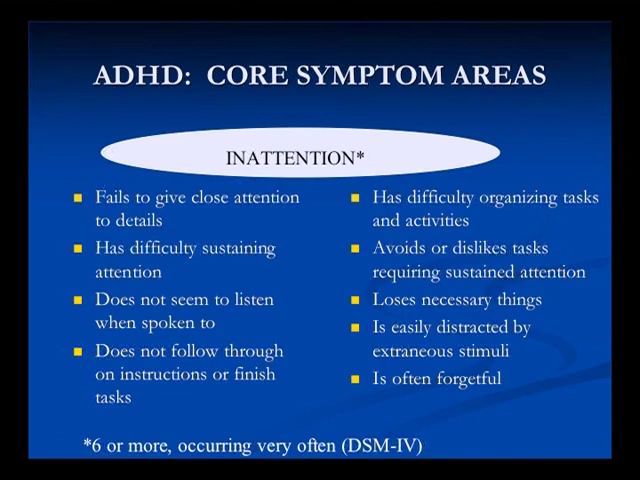 ADHD: CORE SYMPTOM AREAS
INATTENTION*
Fails to give close attention
to details
Has difficulty sustaining
attention
Does not seem to listen
when spoken to
Does not follow through
on instructions or finish
tasks
Has difficulty organizing tasks
and activities
Avoids or dislikes tasks
requiring sustained attention
Loses necessary things
Is easily distracted by
extraneous stimuli
Is often forgetful
*6 or more, occurring very often (DSM-IV)